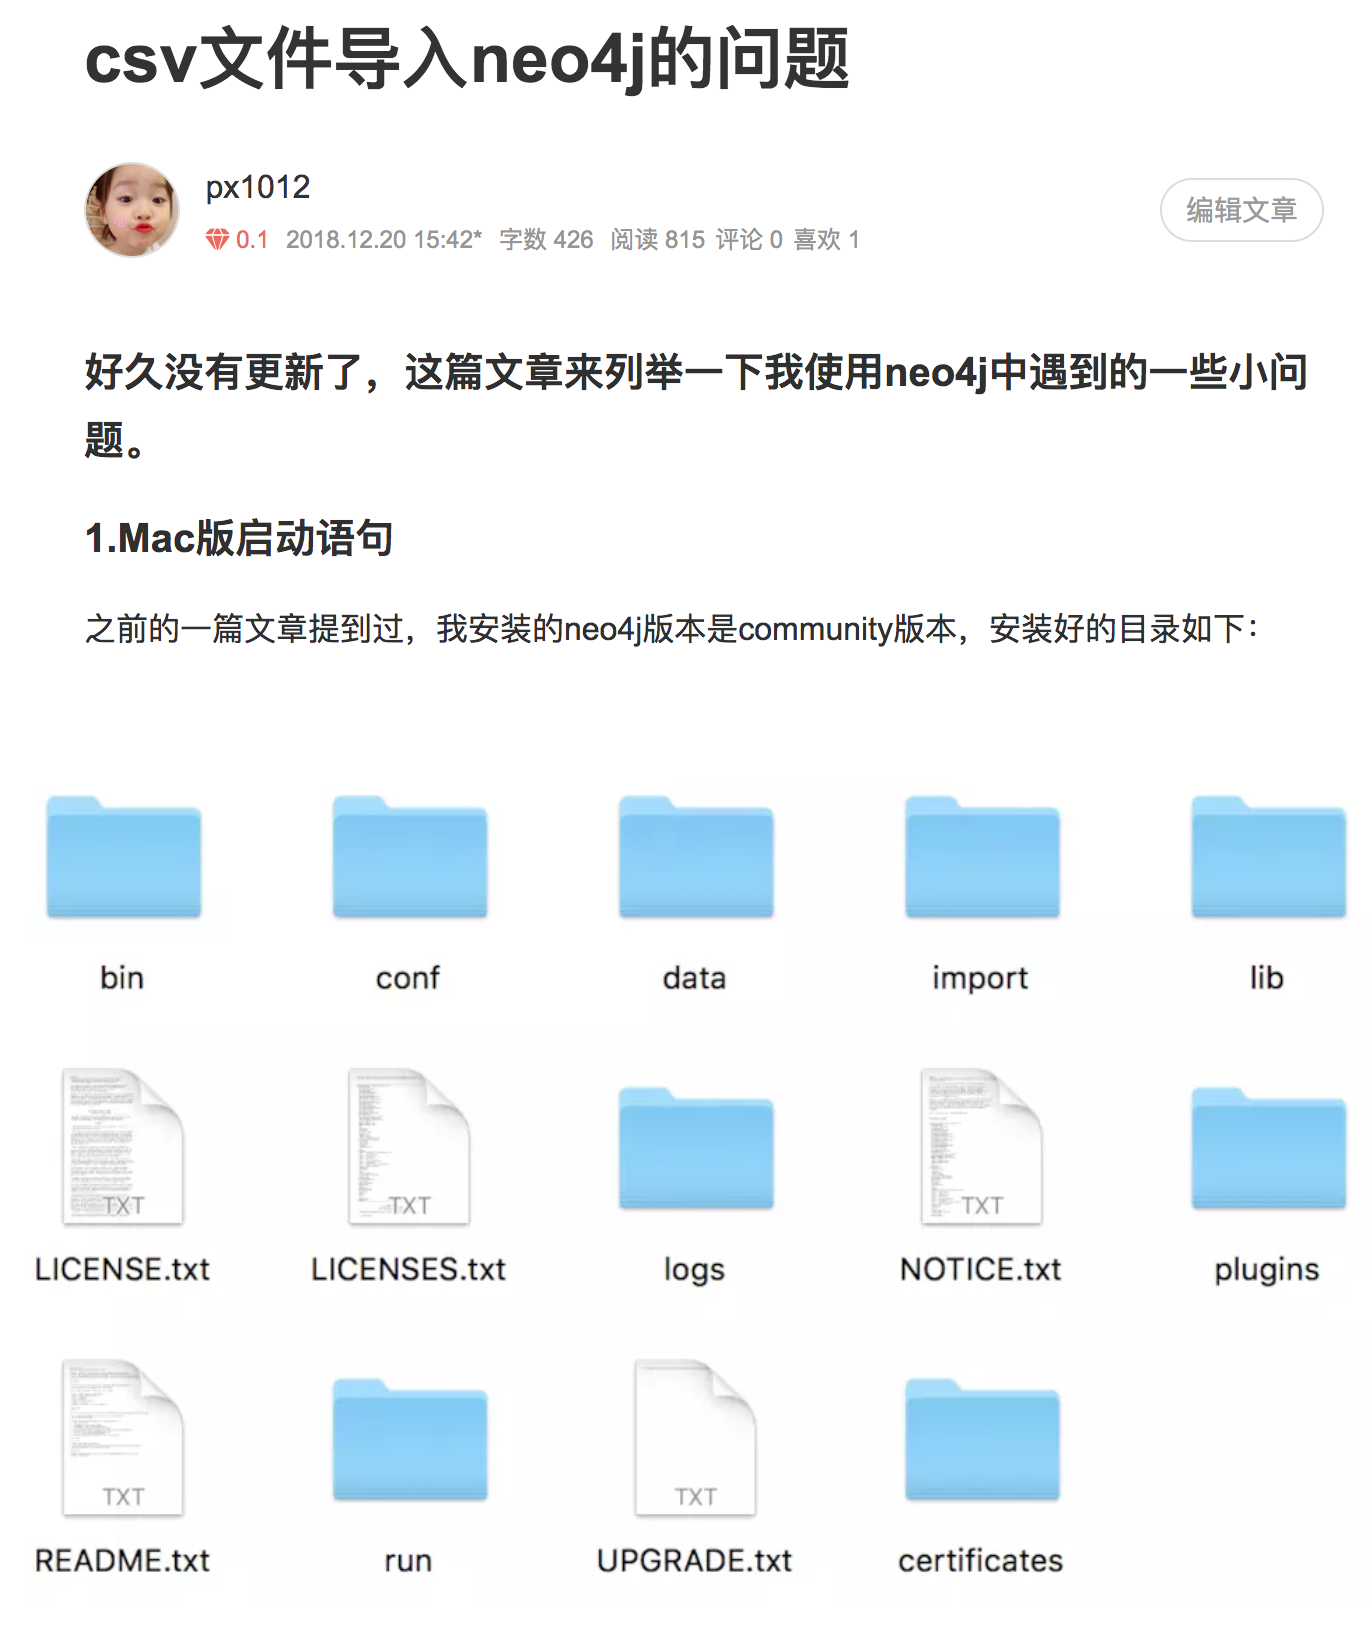 csv文件导入neo4j的问题
px1012
编辑文章
0.1 2018.12.20 15:42* 字数 426 阅读 815 评论 0 喜欢 1
好久没有更新了，这篇文章来列举一下我使用neo4j中遇到的一些小问
题。
1.Mac版启动语句
之前的一篇文章提到过，我安装的neo4j版本是community版本，安装好的目录如下：
bin conf data import lib
TXT TXT TXT
LICENSE.txt LICENSES.txt logs NOTICE.txt plugins
TXT TXT
README.txt run UPGRADE.txt certificates